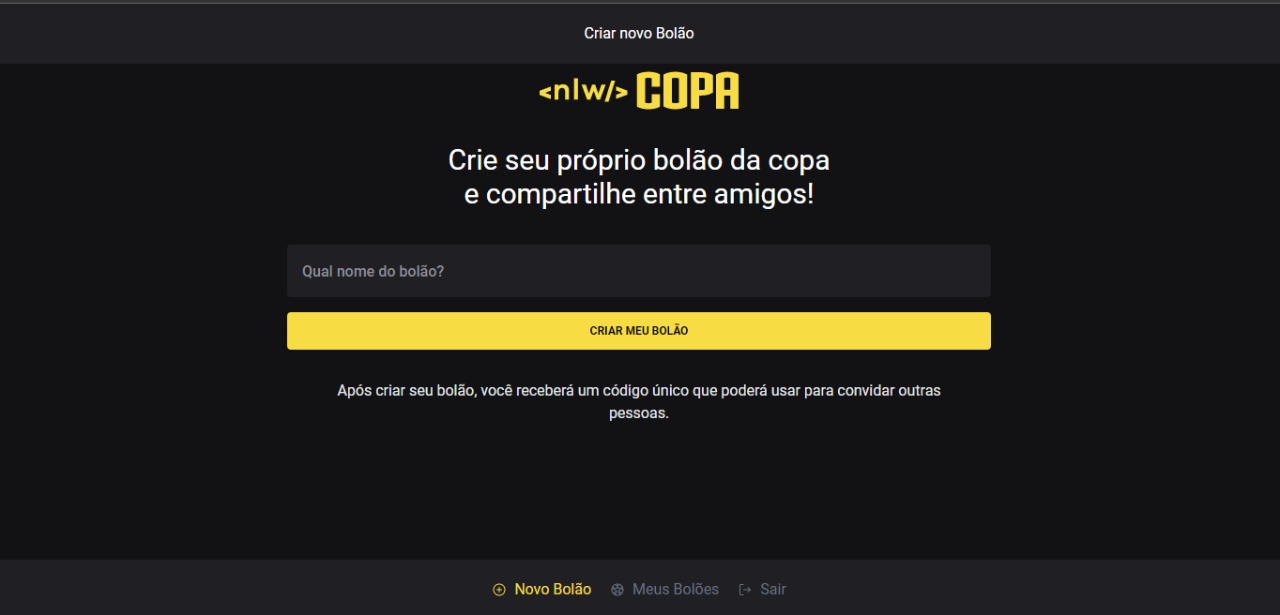 Criar novo Bolão
<nlw/> COPA
Crie seu próprio bolão da copa
e compartilhe entre amigos!
Qual nome do bolão?
CRIAR MEU BOLÃO
Após criar seu bolão, você receberá um código único que poderá usar para convidar outras
pessoas.
Novo Bolão Meus Bolões Sair